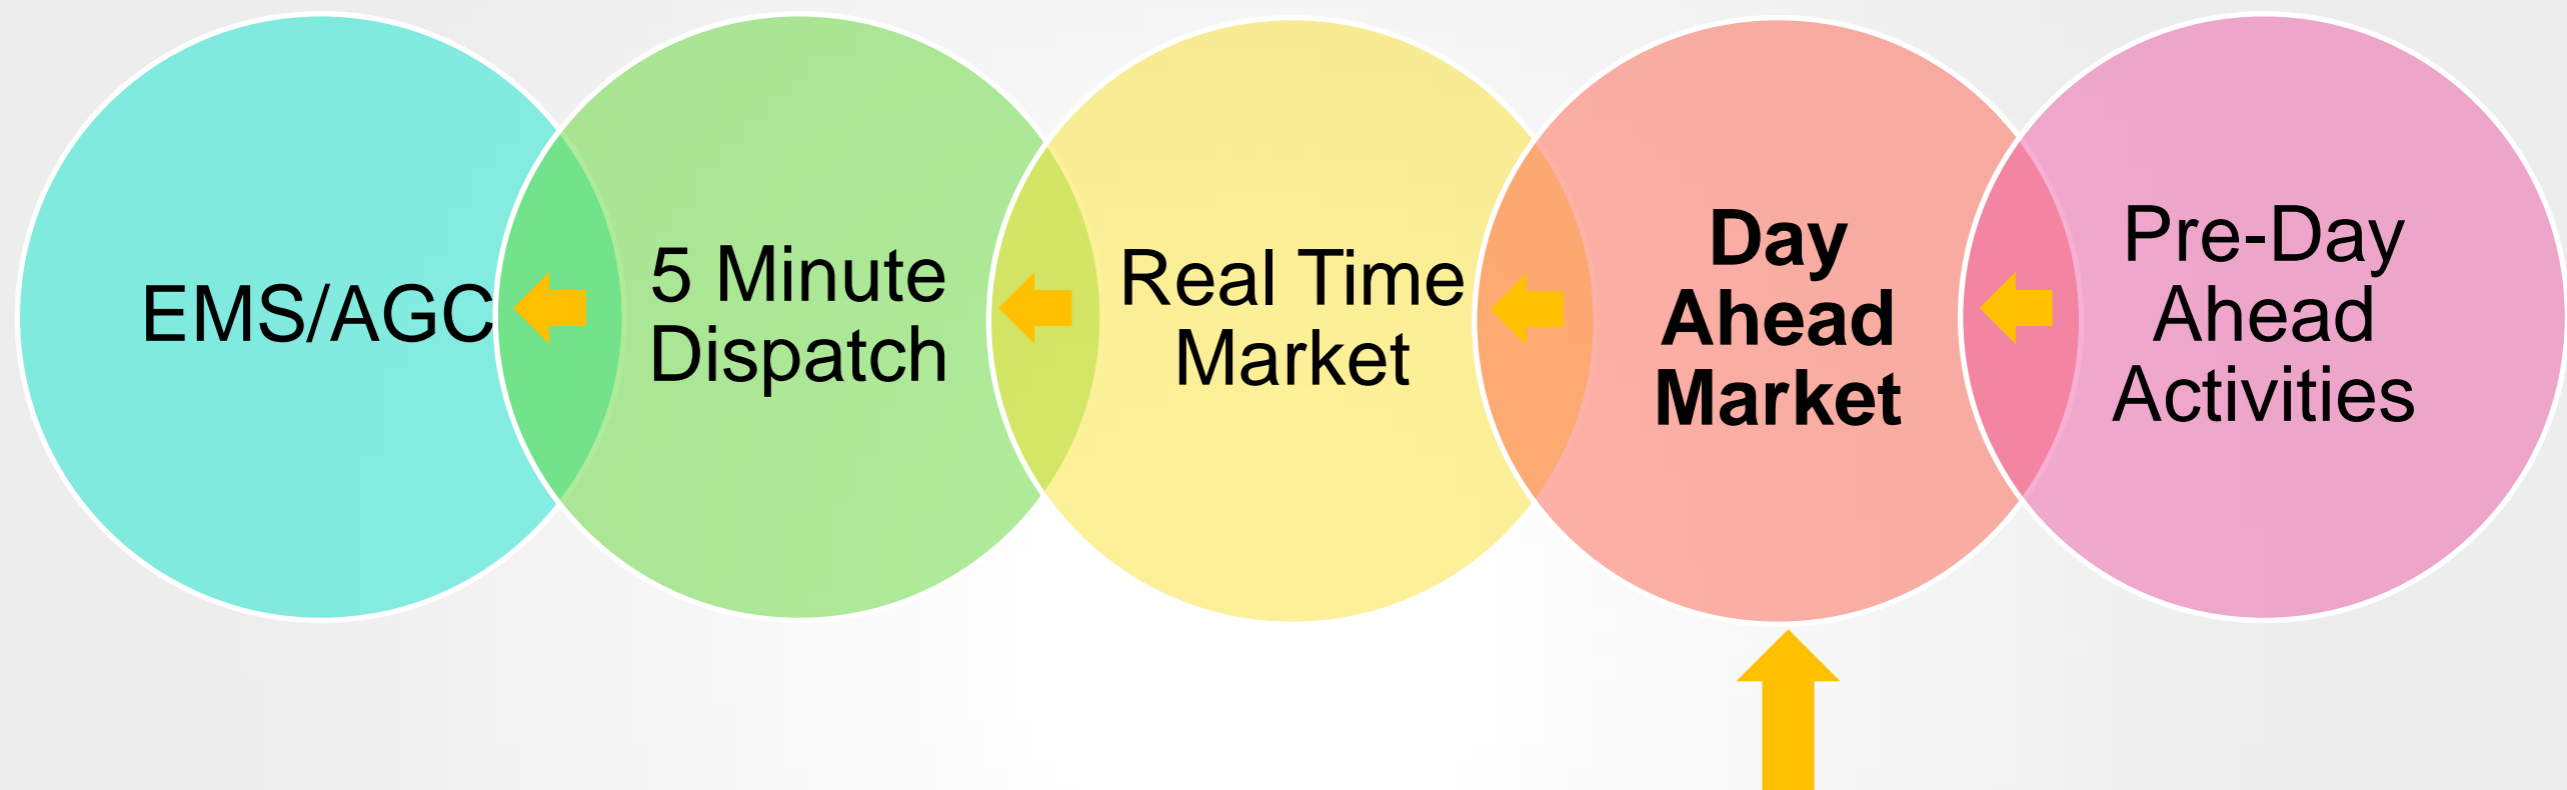 EMS/AGC
5 Minute
Dispatch
Real Time
Market
Day
Ahead
Market
Pre-Day
Ahead
Activities